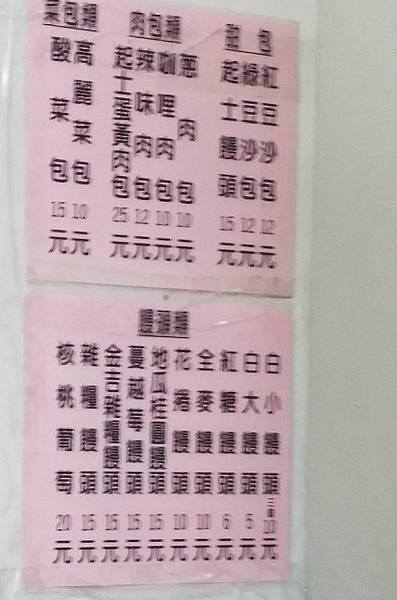 甜包
紅豆沙包12元
綠豆沙包12元
起士饅頭15元
肉包類
蔥肉包10元
咖哩肉包10元
辣味肉包12元
起士蛋黃肉包25元
菜包類
高麗菜包10元
酸菜包15元
饅頭類
白小饅頭三個10元
白大饅頭5元
紅糖饅頭6元
全麥饅頭10元
花捲饅頭10元
地瓜桂圓饅頭15元
蔓越莓饅頭15元
金吉雜糧饅頭15元
雜糧饅頭15元
核桃葡萄20元